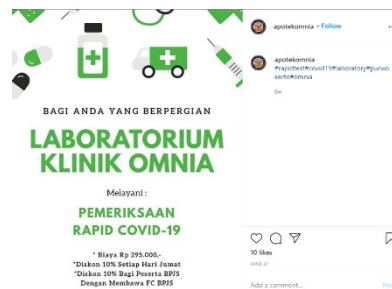 BAGI ANDA YANG BERPERGIAN
LABORATORIUM
KLINIK OMNIA
Melayani :
PEMERIKSAAN
RAPID COVID-19
* Biaya Rp 295.000,-
*Diskon 10% Setiap Hari Jumat
*Diskon 10% Bagi Peserta BPJS
Dengan Membawa FC BPJS
apotekomnia • Follow
apotekomnia
#rapidtest#covid19#laboratory#purwo
kerto#omnia
10 likes
Add a comment...